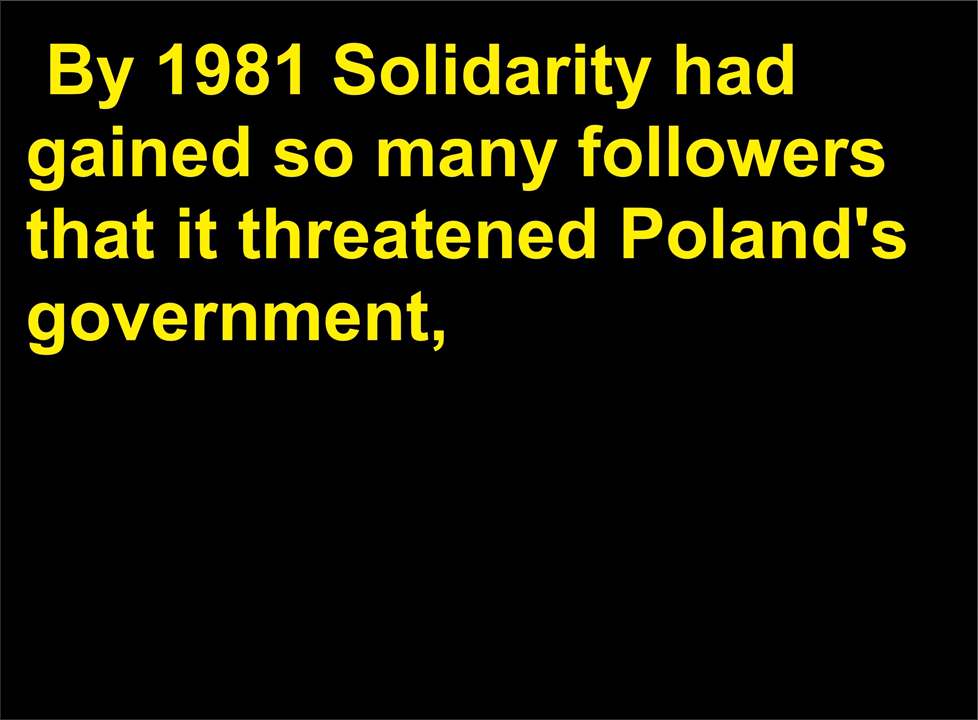 By 1981 Solidarity had
gained so many followers
that it threatened Poland's
government,